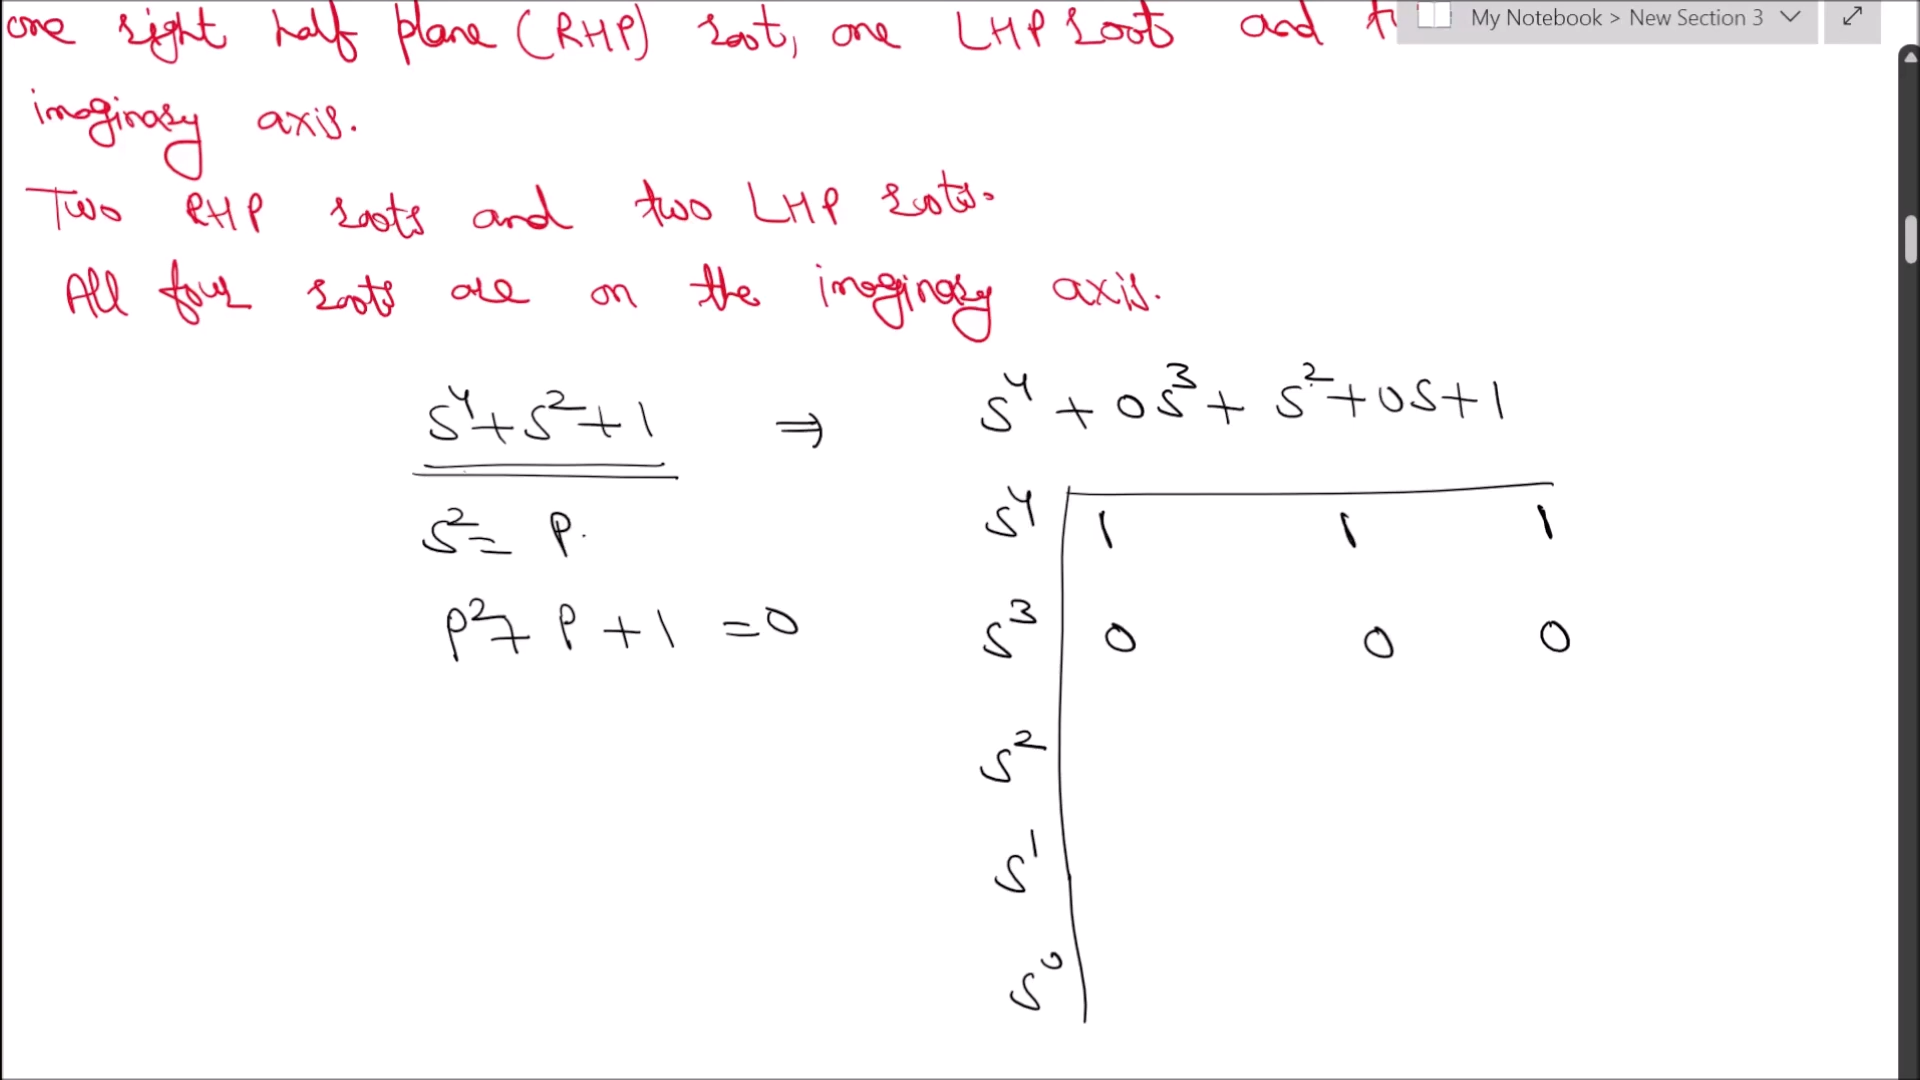 one right half plane (RHP) root, one LHP root and
My Notebook > New Section 3
imaginary axis.
Two RHP roots and two LHP roots.
All four roots are on the imaginary axis.
s⁴+s²+1 ⇒ s⁴ + 0s³ + s² + 0s + 1
s⁴ 1 1 1
s² = p.
s³ 0 0 0
p² + p + 1 = 0
s²
s¹
s⁰